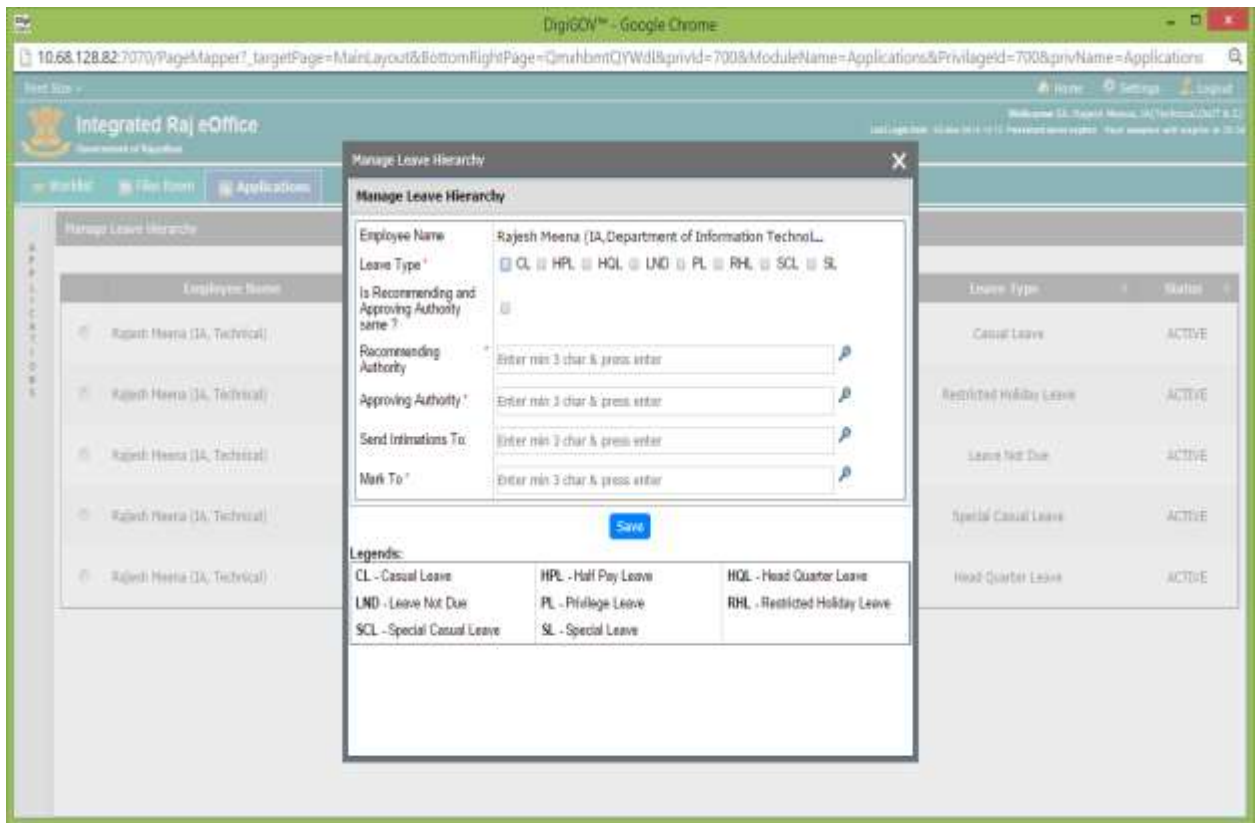 DigiGOV™ - Google Chrome
10.68.128.82:7070/PageMapper?_targetPage=MainLayout&BottomRightPage=QmxhbmtQYWdl&privId=700&ModuleName=Applications&PrivilageId=700&privName=Applications
Font Size
Home Settings Logout
Integrated Raj eOffice
Government of Rajasthan
Worklist Files Room Applications
Manage Leave Hierarchy
Employee Name Leave Type Status
Rajesh Meena (IA, Technical) Casual Leave ACTIVE
Rajesh Meena (IA, Technical) Restricted Holiday Leave ACTIVE
Rajesh Meena (IA, Technical) Leave Not Due ACTIVE
Rajesh Meena (IA, Technical) Special Casual Leave ACTIVE
Rajesh Meena (IA, Technical) Head Quarter Leave ACTIVE
APPLICATIONS
Manage Leave Hierarchy X
Manage Leave Hierarchy
Employee Name Rajesh Meena (IA,Department of Information Technol...
Leave Type * CL HPL HQL LND PL RHL SCL SL
Is Recommending and
Approving Authority
same ?
Recommending *
Authority Enter min 3 char & press enter
Approving Authority * Enter min 3 char & press enter
Send Intimations To Enter min 3 char & press enter
Mark To * Enter min 3 char & press enter
Save
Legends:
CL - Casual Leave HPL - Half Pay Leave HQL - Head Quarter Leave
LND - Leave Not Due PL - Privilege Leave RHL - Restricted Holiday Leave
SCL - Special Casual Leave SL - Special Leave